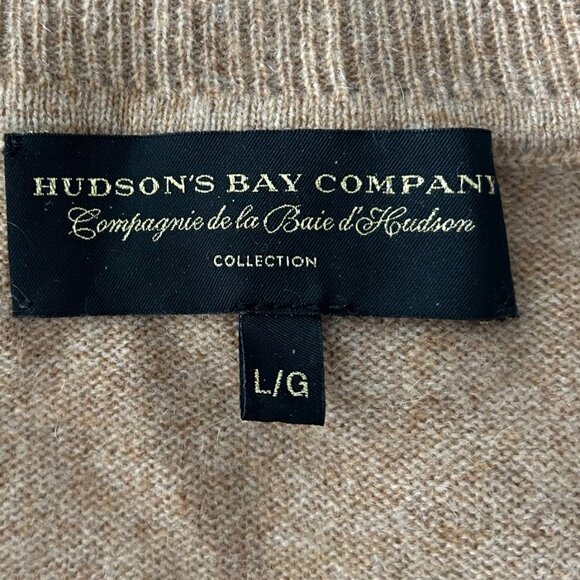 HUDSON'S BAY COMPANY
Compagnie de la Baie d'Hudson
COLLECTION
L/G